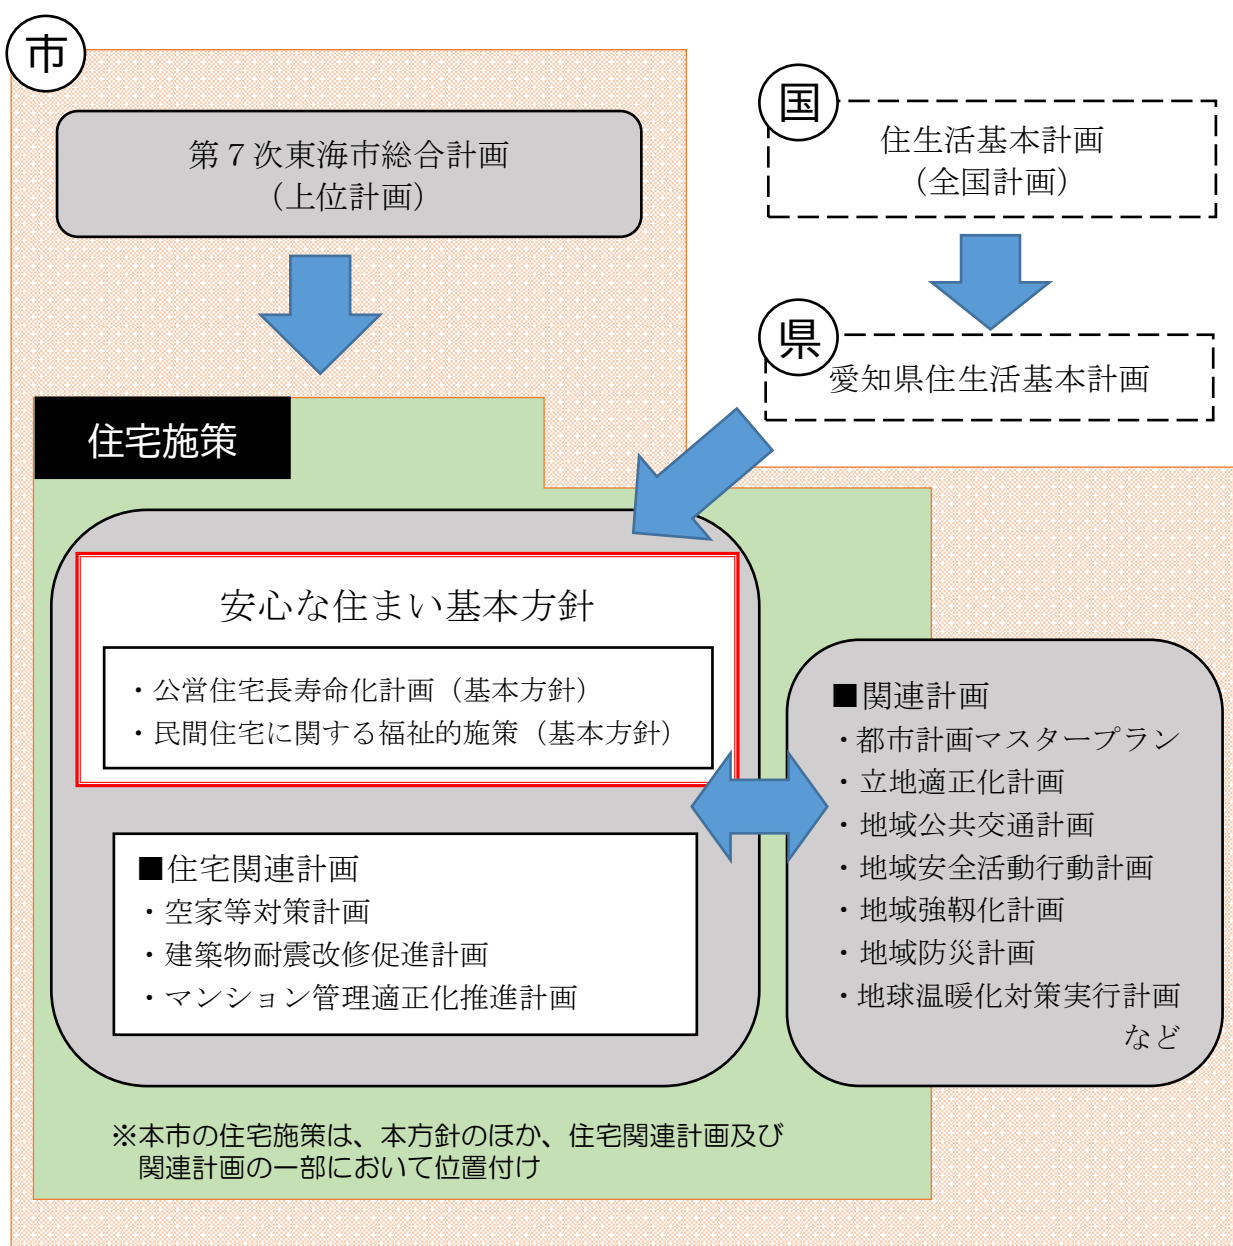 市
第7次東海市総合計画
（上位計画）
国
住生活基本計画
（全国計画）
県
愛知県住生活基本計画
住宅施策
安心な住まい基本方針
・公営住宅長寿命化計画（基本方針）
・民間住宅に関する福祉的施策（基本方針）
■住宅関連計画
・空家等対策計画
・建築物耐震改修促進計画
・マンション管理適正化推進計画
■関連計画
・都市計画マスタープラン
・立地適正化計画
・地域公共交通計画
・地域安全活動行動計画
・地域強靱化計画
・地域防災計画
・地球温暖化対策実行計画
など
※本市の住宅施策は、本方針のほか、住宅関連計画及び
関連計画の一部において位置付け